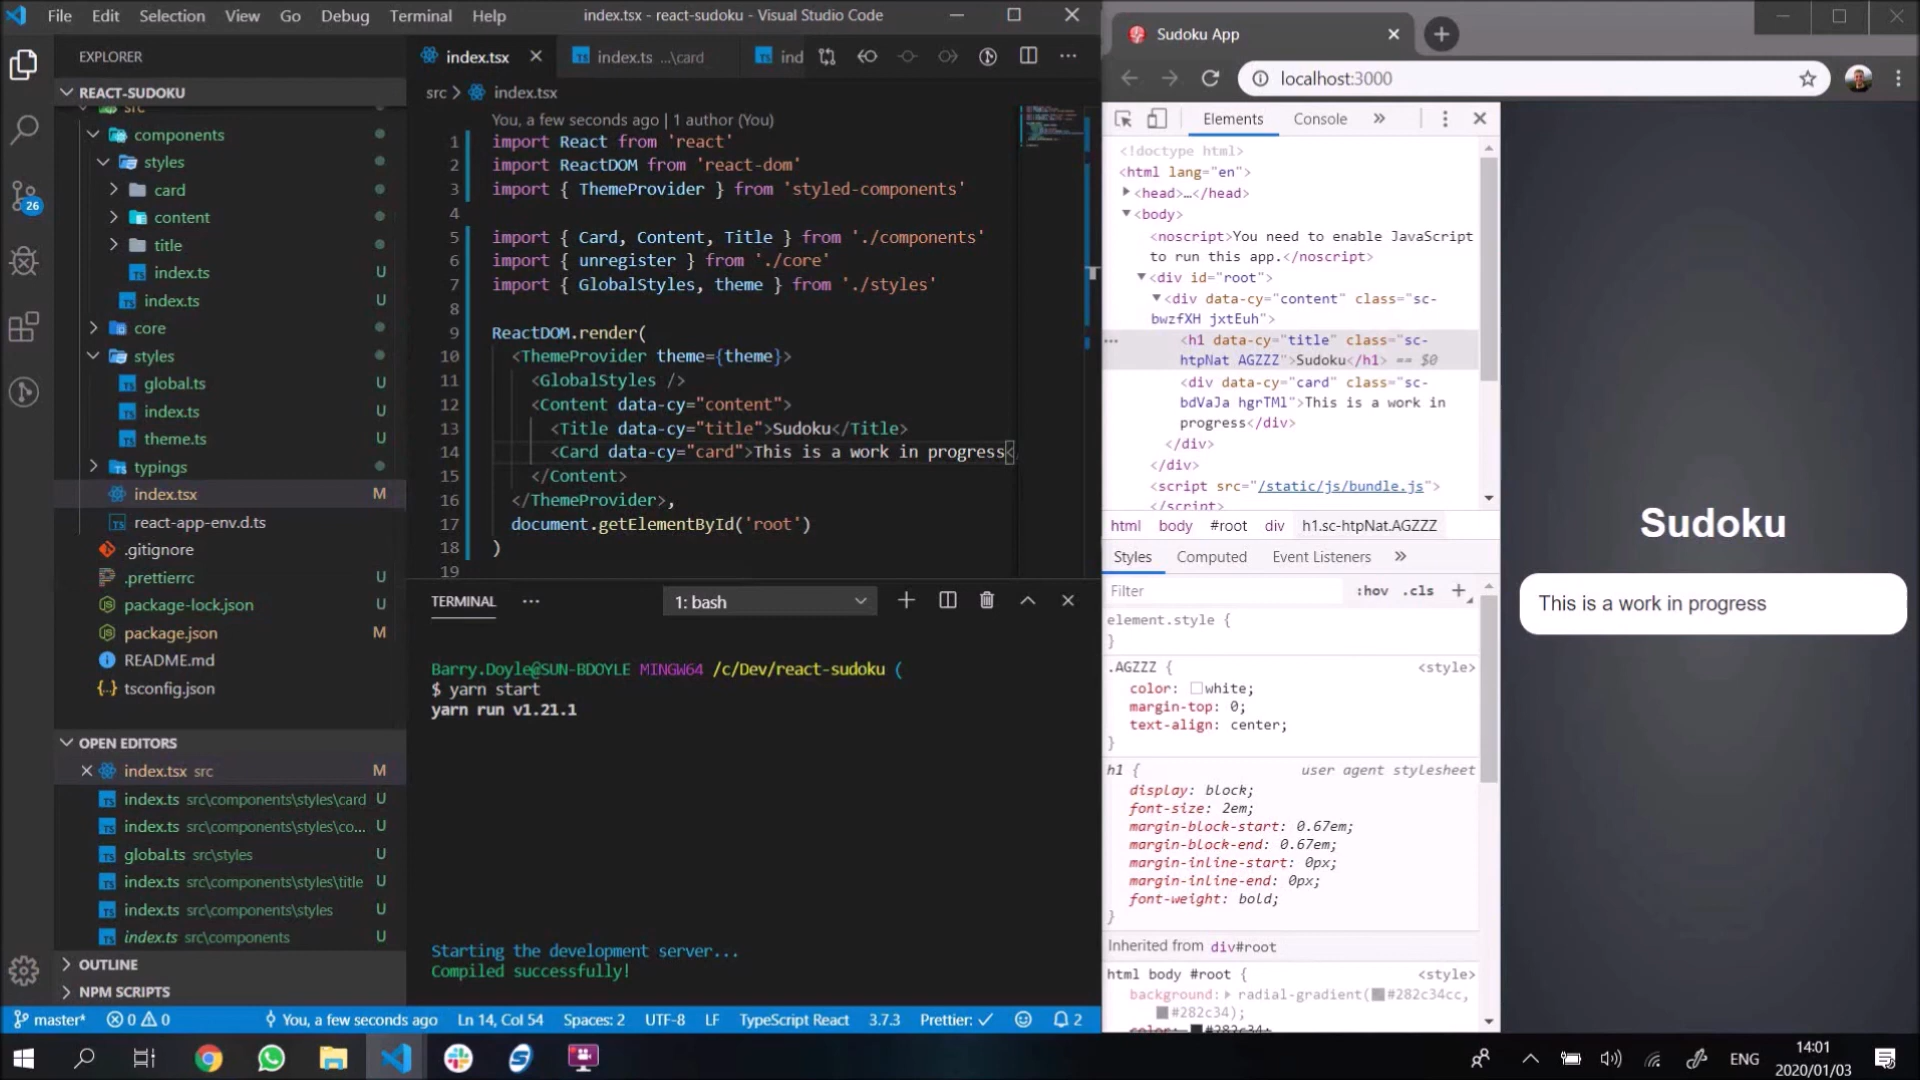 File Edit Selection View Go Debug Terminal Help
index.tsx - react-sudoku - Visual Studio Code
EXPLORER
REACT-SUDOKU
src
components
styles
card
content
title
index.ts U
index.ts U
core
styles
global.ts U
index.ts U
theme.ts U
typings
index.tsx M
react-app-env.d.ts
.gitignore
.prettierrc U
package-lock.json U
package.json M
README.md
tsconfig.json
OPEN EDITORS
index.tsx src M
index.ts src\components\styles\card U
index.ts src\components\styles\co... U
global.ts src\styles U
index.ts src\components\styles\title U
index.ts src\components\styles U
index.ts src\components U
OUTLINE
NPM SCRIPTS
26
index.tsx index.ts ...\card ind
src > index.tsx
You, a few seconds ago | 1 author (You)
1 import React from 'react'
2 import ReactDOM from 'react-dom'
3 import { ThemeProvider } from 'styled-components'
4
5 import { Card, Content, Title } from './components'
6 import { unregister } from './core'
7 import { GlobalStyles, theme } from './styles'
8
9 ReactDOM.render(
10 <ThemeProvider theme={theme}>
11 <GlobalStyles />
12 <Content data-cy="content">
13 <Title data-cy="title">Sudoku</Title>
14 <Card data-cy="card">This is a work in progress<
15 </Content>
16 </ThemeProvider>,
17 document.getElementById('root')
18 )
19
TERMINAL ... 1: bash
Barry.Doyle@SUN-BDOYLE MINGW64 /c/Dev/react-sudoku (
$ yarn start
yarn run v1.21.1
Starting the development server...
Compiled successfully!
master* 0 0 You, a few seconds ago Ln 14, Col 54 Spaces: 2 UTF-8 LF TypeScript React 3.7.3 Prettier: ✓ 2
Sudoku App
localhost:3000
Elements Console »
<!doctype html>
<html lang="en">
<head>…</head>
<body>
<noscript>You need to enable JavaScript
to run this app.</noscript>
<div id="root">
<div data-cy="content" class="sc-
bwzfXH jxtEuh">
<h1 data-cy="title" class="sc-
htpNat AGZZZ">Sudoku</h1> == $0
<div data-cy="card" class="sc-
bdVaJa hgrTMl">This is a work in
progress</div>
</div>
</div>
<script src="/static/js/bundle.js">
</script>
html body #root div h1.sc-htpNat.AGZZZ
Styles Computed Event Listeners »
Filter :hov .cls +
element.style {
}
.AGZZZ { <style>
color: white;
margin-top: 0;
text-align: center;
}
h1 { user agent stylesheet
display: block;
font-size: 2em;
margin-block-start: 0.67em;
margin-block-end: 0.67em;
margin-inline-start: 0px;
margin-inline-end: 0px;
font-weight: bold;
}
Inherited from div#root
html body #root { <style>
background: radial-gradient(#282c34cc,
#282c34);
color: #282c34;
Sudoku
This is a work in progress
ENG
14:01
2020/01/03